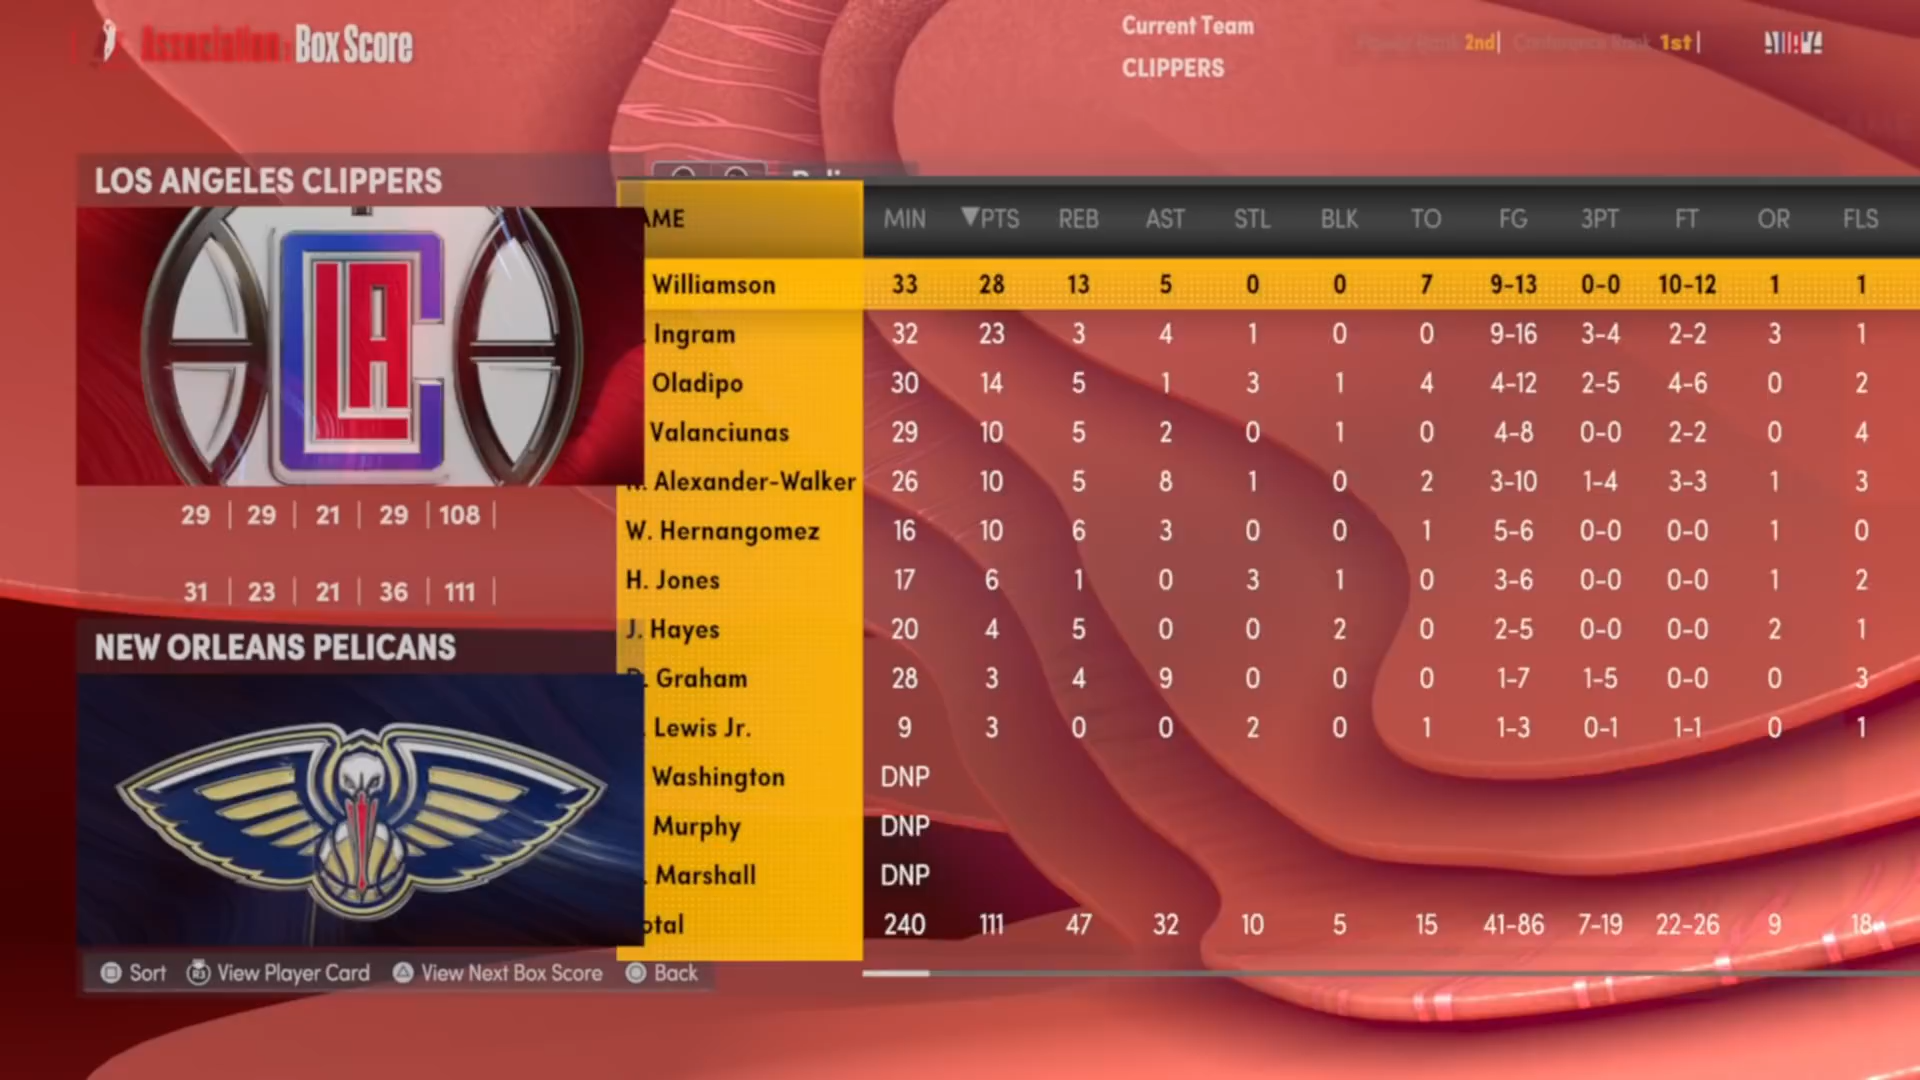 Association: Box Score
Current Team
CLIPPERS
2nd| 1st|
LOS ANGELES CLIPPERS
29 | 29 | 21 | 29 | 108 |
31 | 23 | 21 | 36 | 111 |
NEW ORLEANS PELICANS
AME MIN ▼PTS REB AST STL BLK TO FG 3PT FT OR FLS
Williamson 33 28 13 5 0 0 7 9-13 0-0 10-12 1 1
Ingram 32 23 3 4 1 0 0 9-16 3-4 2-2 3 1
Oladipo 30 14 5 1 3 1 4 4-12 2-5 4-6 0 2
Valanciunas 29 10 5 2 0 1 0 4-8 0-0 2-2 0 4
Alexander-Walker 26 10 5 8 1 0 2 3-10 1-4 3-3 1 3
W. Hernangomez 16 10 6 3 0 0 1 5-6 0-0 0-0 1 0
H. Jones 17 6 1 0 3 1 0 3-6 0-0 0-0 1 2
J. Hayes 20 4 5 0 0 2 0 2-5 0-0 0-0 2 1
Graham 28 3 4 9 0 0 0 1-7 1-5 0-0 0 3
Lewis Jr. 9 3 0 0 2 0 1 1-3 0-1 1-1 0 1
Washington DNP
Murphy DNP
Marshall DNP
otal 240 111 47 32 10 5 15 41-86 7-19 22-26 9 18
Sort R3 View Player Card View Next Box Score Back